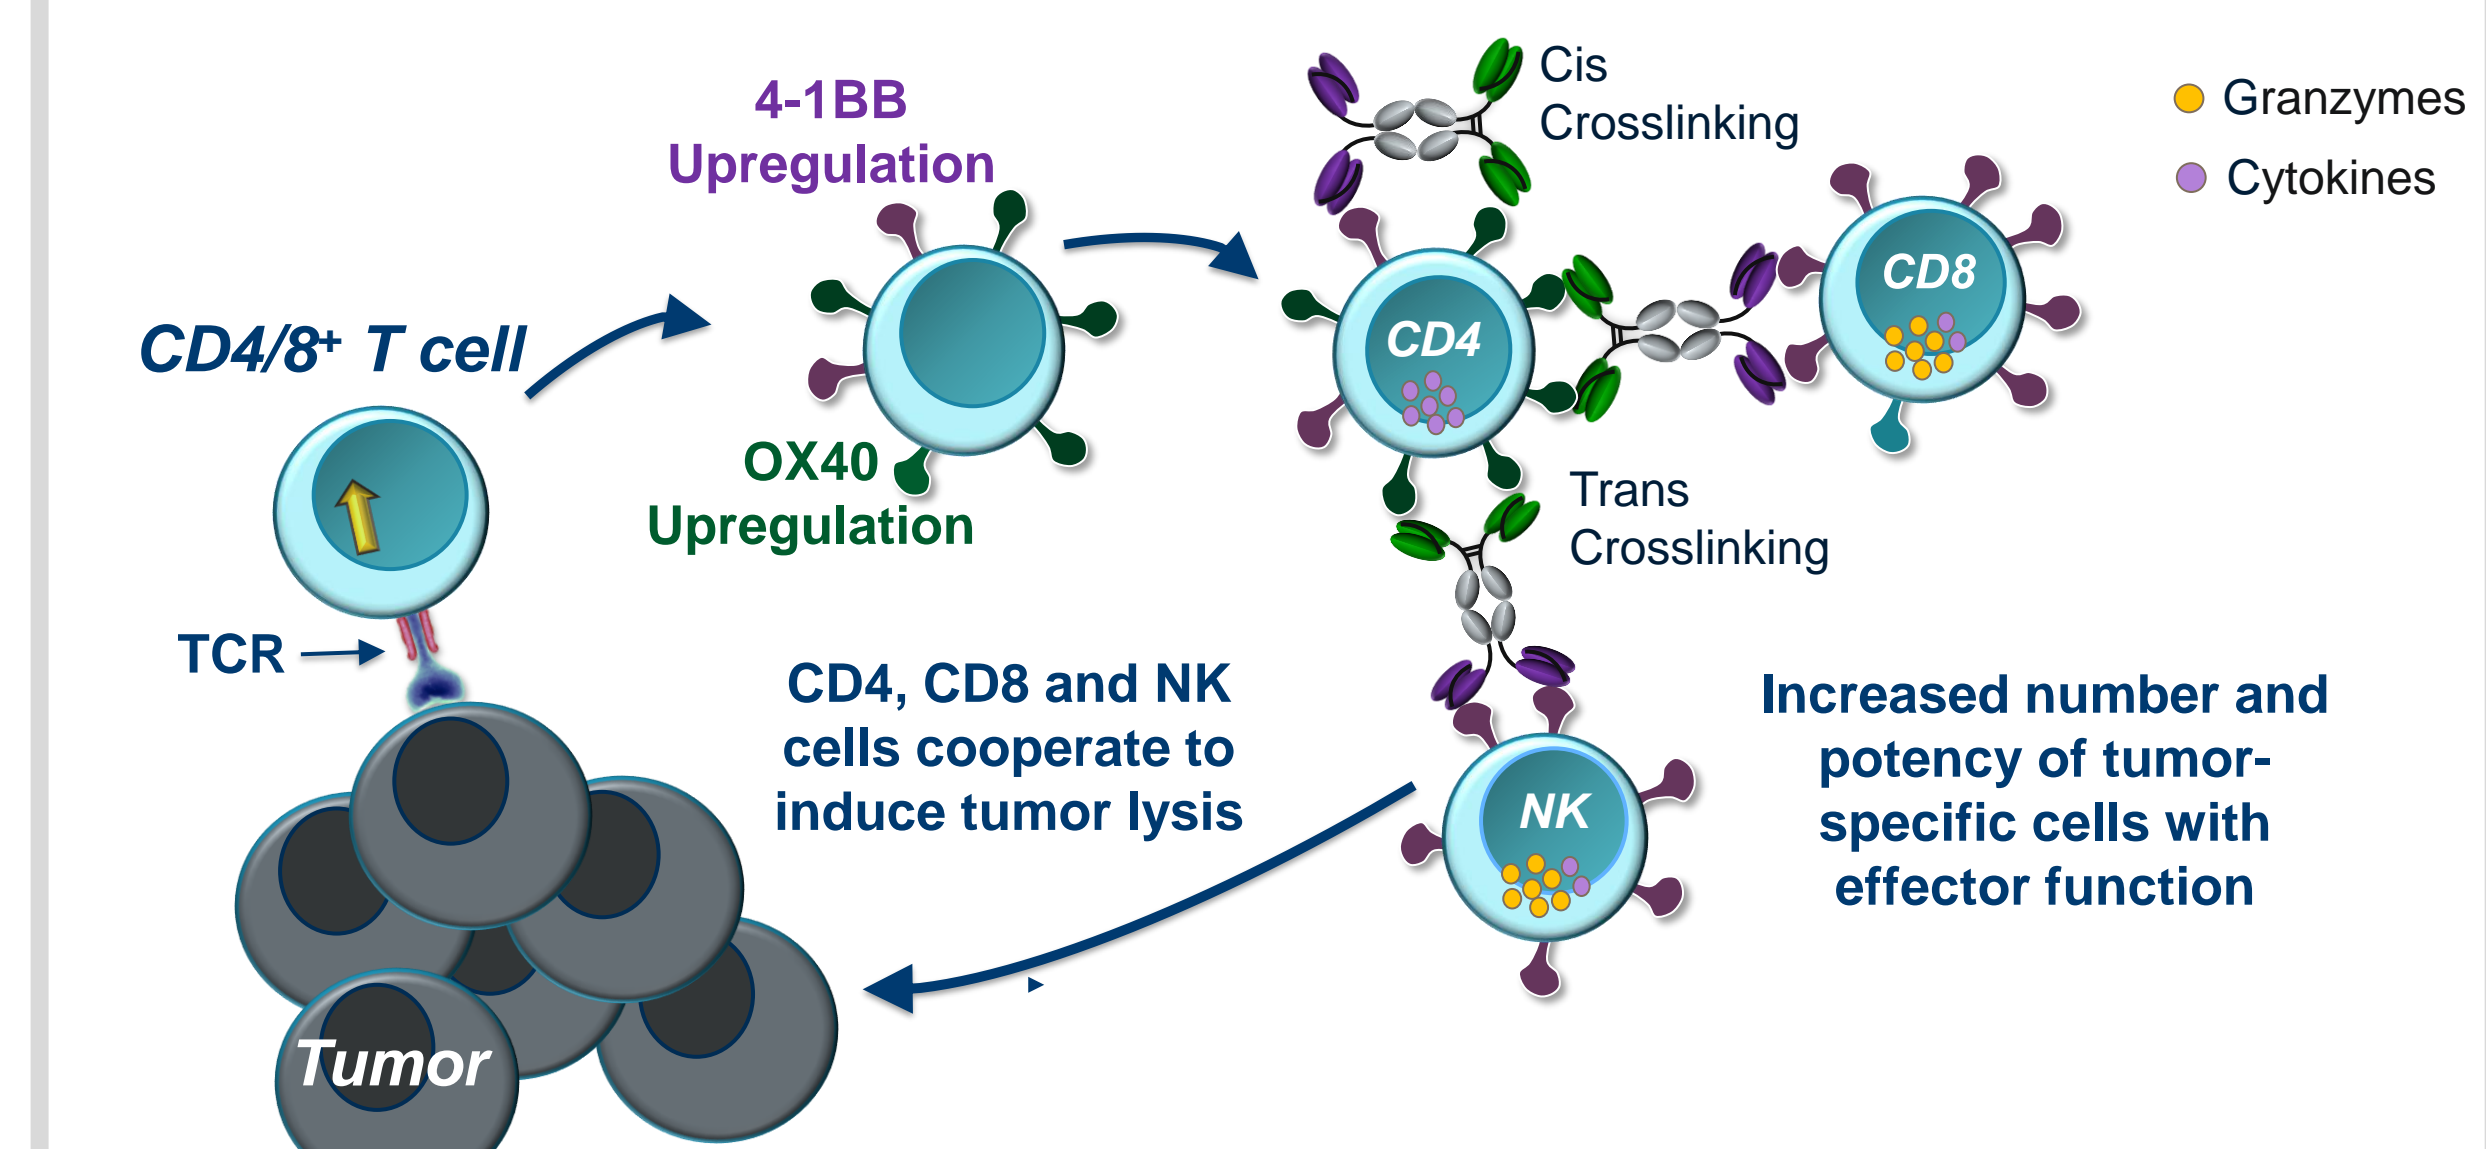 4-1BB
Upregulation
Cis
Crosslinking
Granzymes
Cytokines
CD4/8+ T cell
CD4
CD8
OX40
Upregulation
Trans
Crosslinking
TCR
CD4, CD8 and NK
cells cooperate to
induce tumor lysis
NK
Increased number and
potency of tumor-
specific cells with
effector function
Tumor